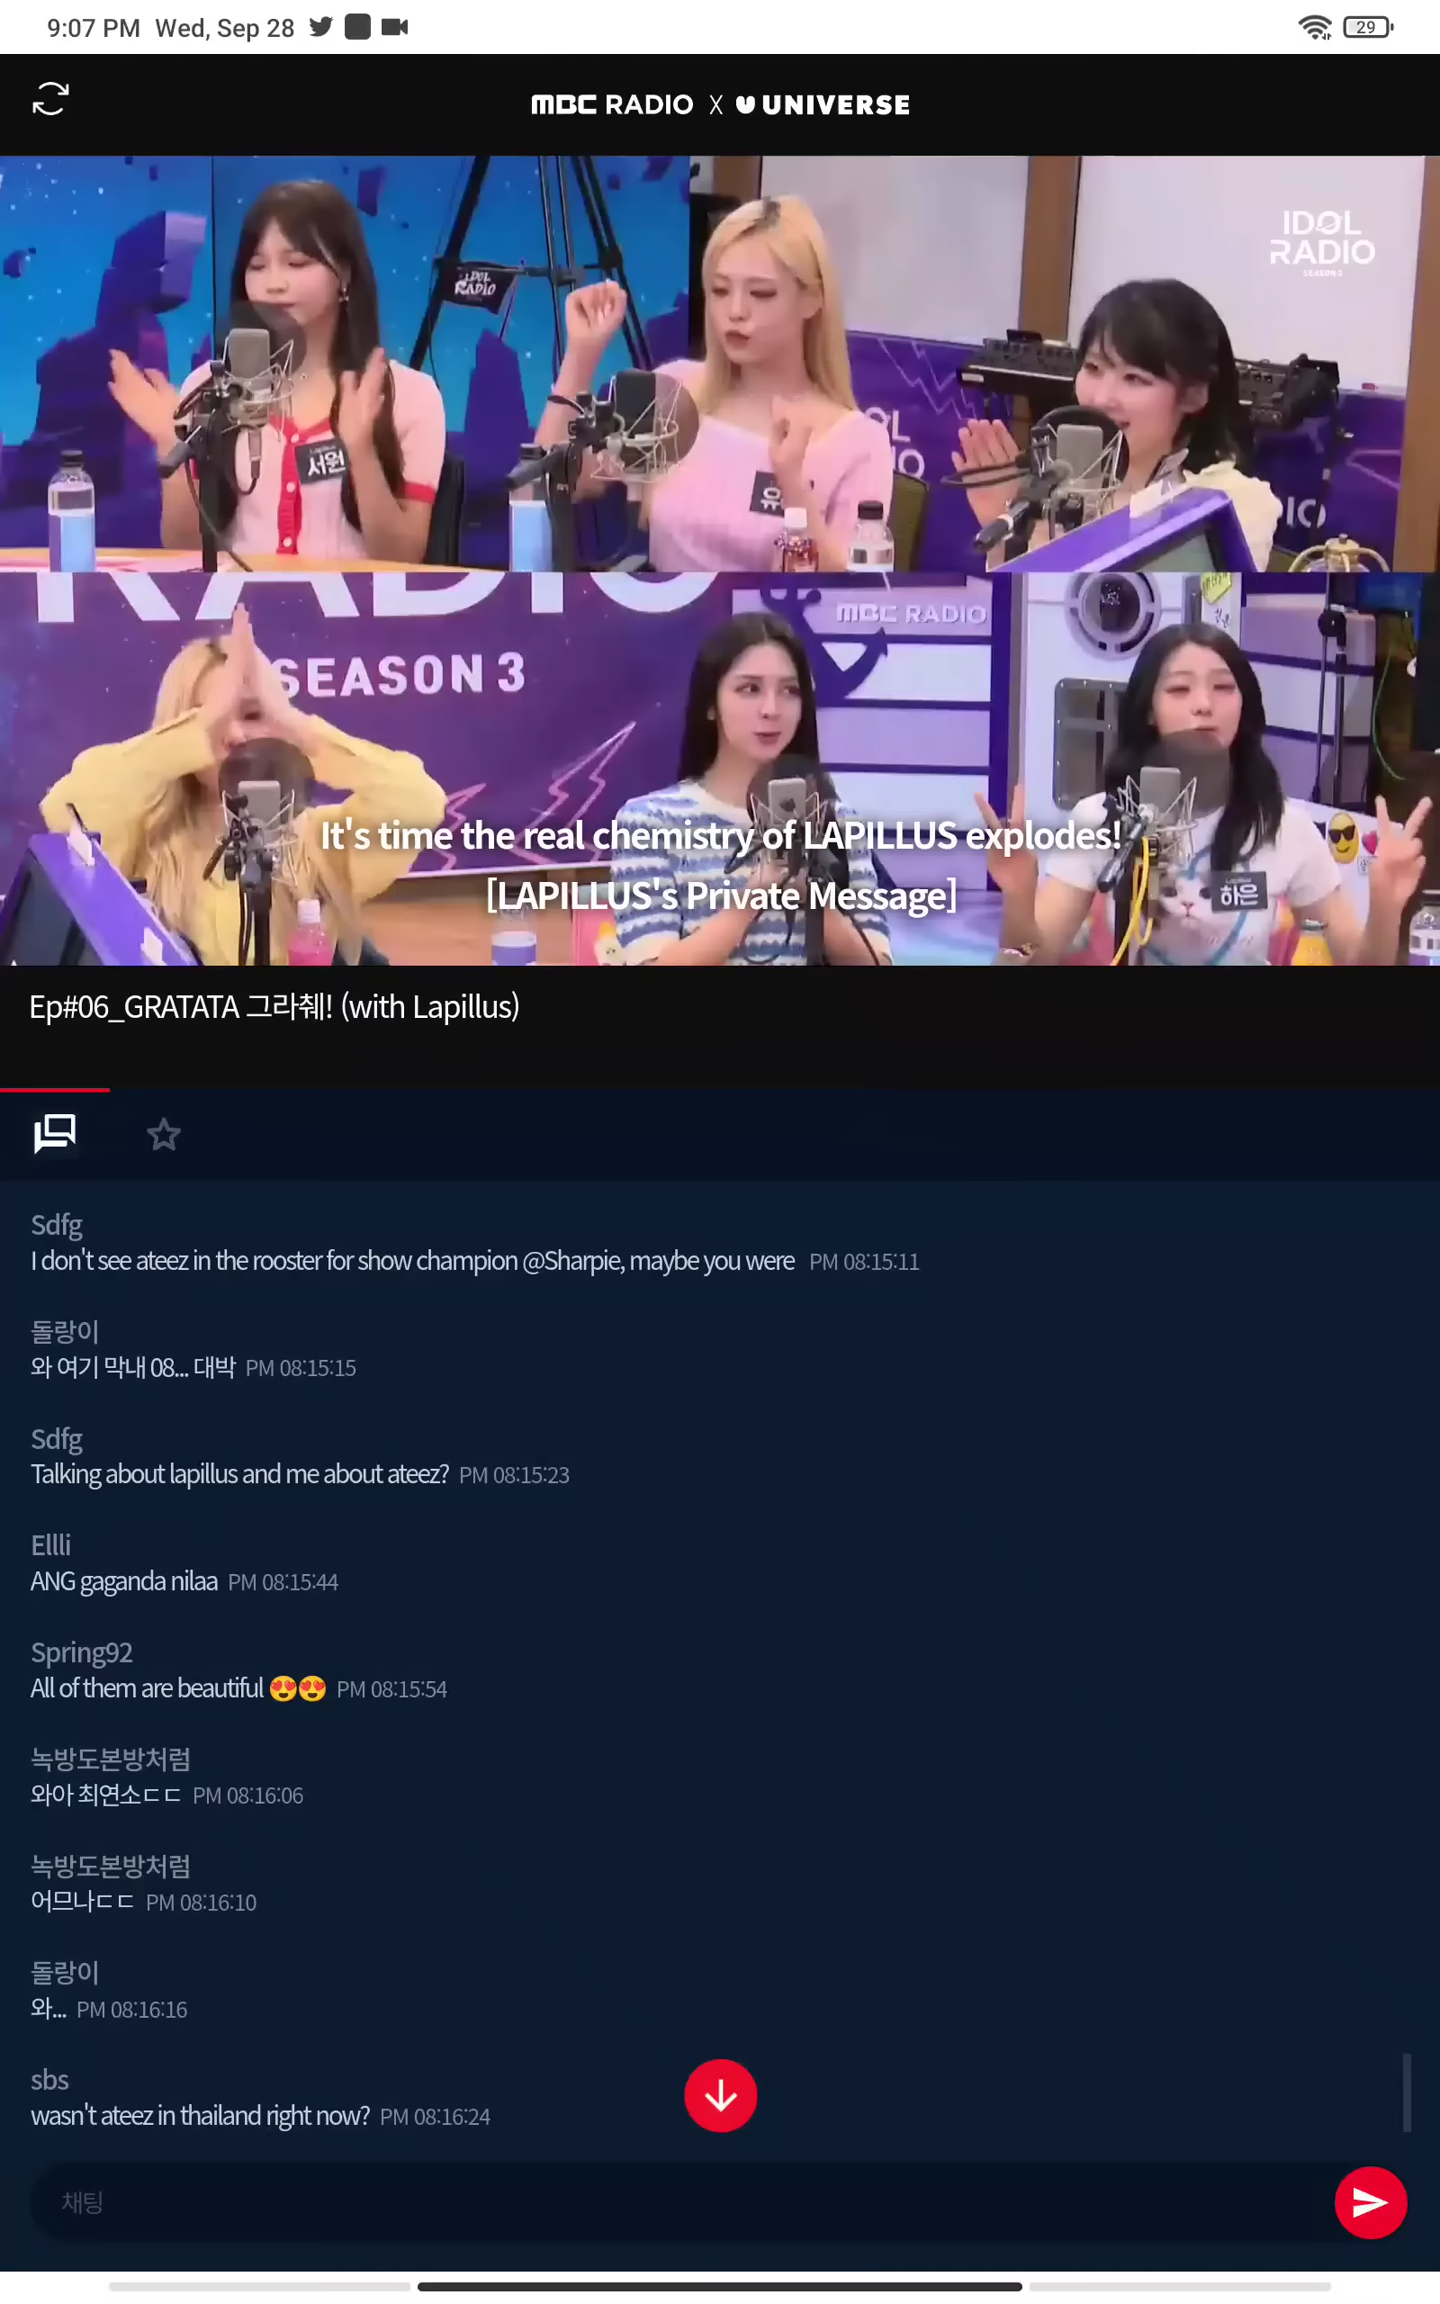 9:07 PM Wed, Sep 28
29
MBC RADIO X UNIVERSE
IDOL
RADIO
SEASON3
IDOL
RADIO
서원
유
RADIO
SEASON 3
MBC RADIO
하은
It's time the real chemistry of LAPILLUS explodes!
[LAPILLUS's Private Message]
Ep#06_GRATATA 그라췌! (with Lapillus)
Sdfg
I don't see ateez in the rooster for show champion @Sharpie, maybe you were PM 08:15:11
돌랑이
와 여기 막내 08... 대박 PM 08:15:15
Sdfg
Talking about lapillus and me about ateez? PM 08:15:23
Ellli
ANG gaganda nilaa PM 08:15:44
Spring92
All of them are beautiful 😍😍 PM 08:15:54
녹방도본방처럼
와아 최연소ㄷㄷ PM 08:16:06
녹방도본방처럼
어므나ㄷㄷ PM 08:16:10
돌랑이
와... PM 08:16:16
sbs
wasn't ateez in thailand right now? PM 08:16:24
채팅